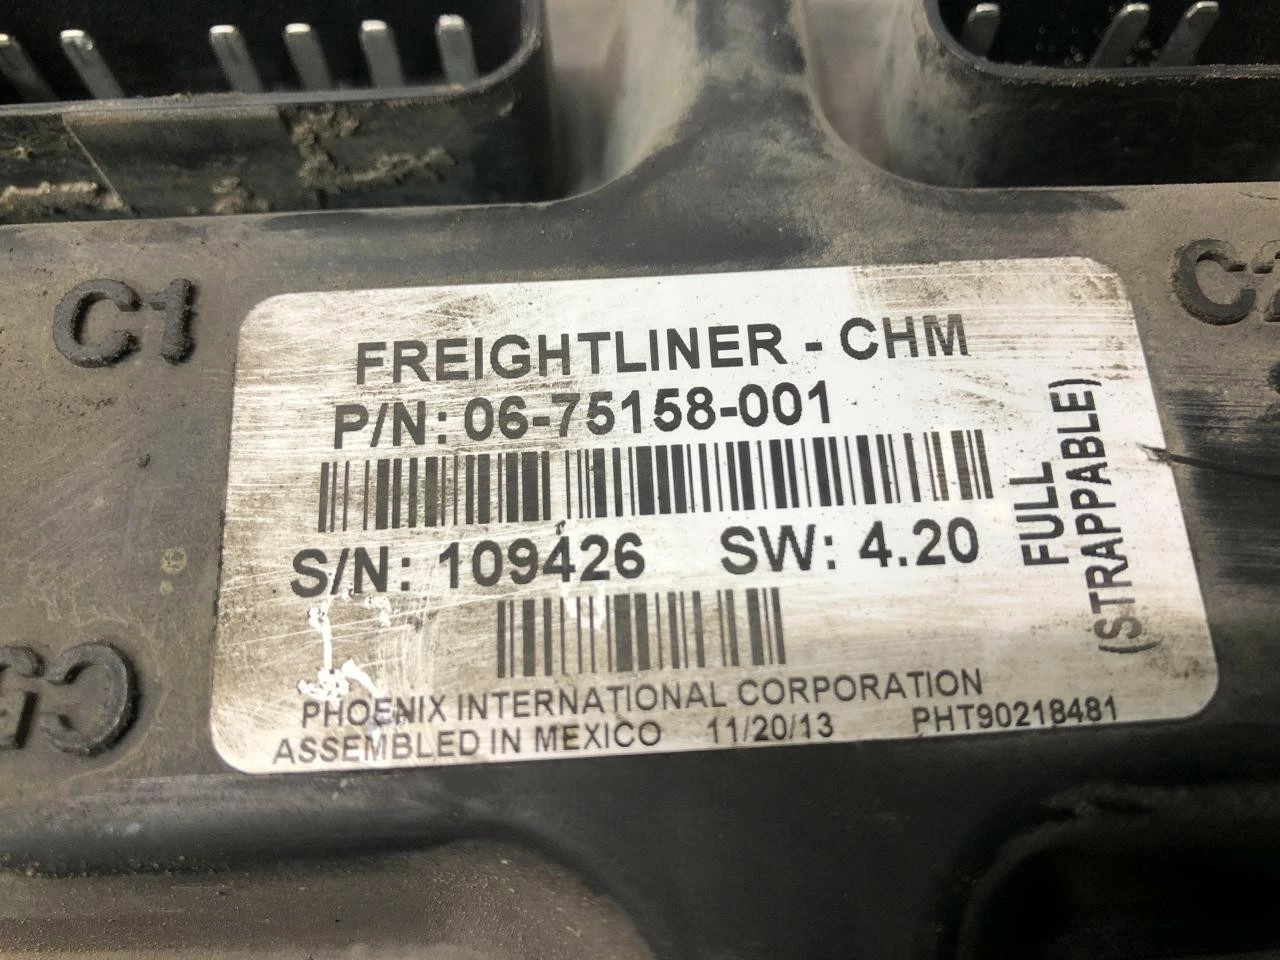 C1
C2
FREIGHTLINER - CHM
P/N: 06-75158-001
S/N: 109426 SW: 4.20
FULL
(STRAPPABLE)
PHOENIX INTERNATIONAL CORPORATION
ASSEMBLED IN MEXICO 11/20/13 PHT90218481